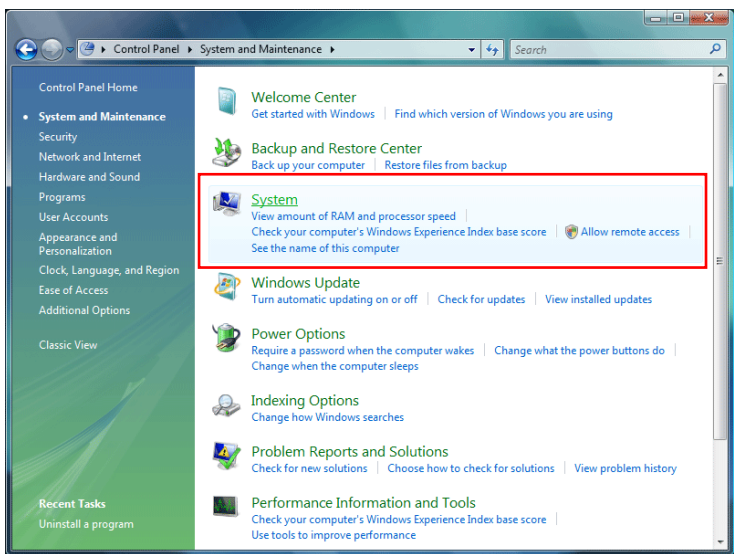 Control Panel System and Maintenance Search
Control Panel Home
System and Maintenance
Security
Network and Internet
Hardware and Sound
Programs
User Accounts
Appearance and
Personalization
Clock, Language, and Region
Ease of Access
Additional Options
Classic View
Recent Tasks
Uninstall a program
Welcome Center
Get started with Windows Find which version of Windows you are using
Backup and Restore Center
Back up your computer Restore files from backup
System
View amount of RAM and processor speed
Check your computer's Windows Experience Index base score Allow remote access
See the name of this computer
Windows Update
Turn automatic updating on or off Check for updates View installed updates
Power Options
Require a password when the computer wakes Change what the power buttons do
Change when the computer sleeps
Indexing Options
Change how Windows searches
Problem Reports and Solutions
Check for new solutions Choose how to check for solutions View problem history
Performance Information and Tools
Check your computer's Windows Experience Index base score
Use tools to improve performance